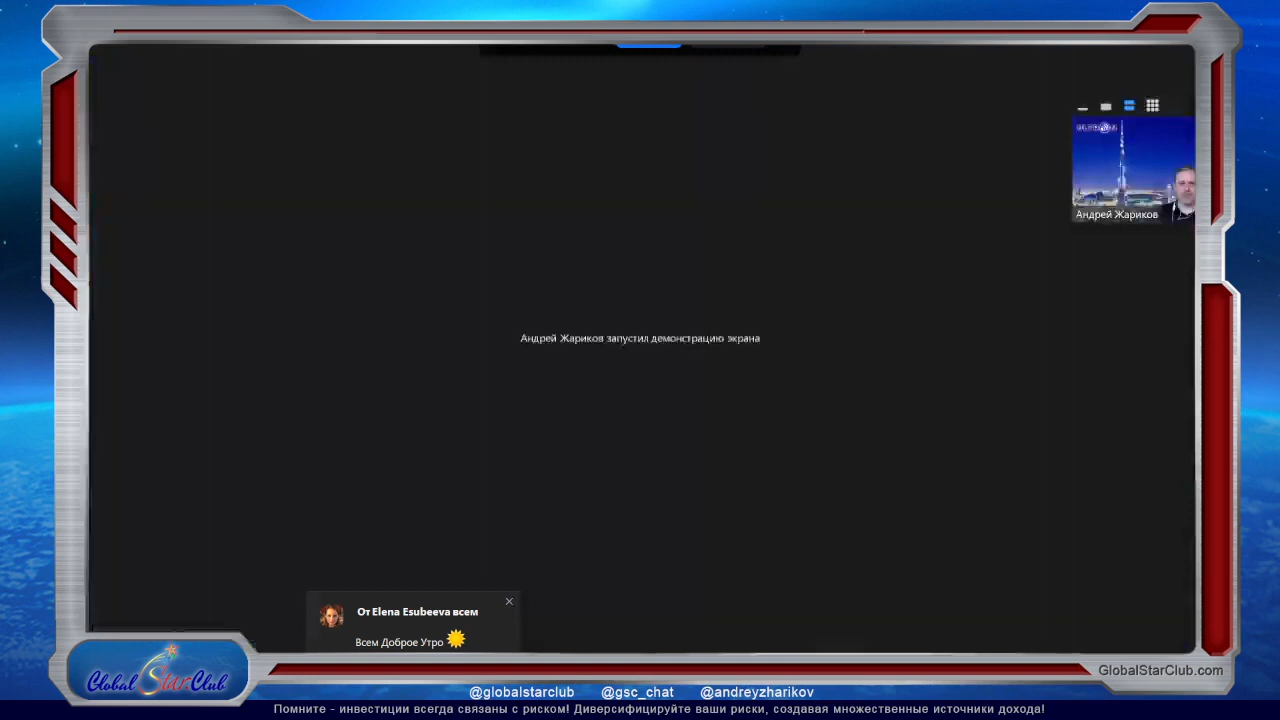 ULTRON
Андрей Жариков
Андрей Жариков запустил демонстрацию экрана
От Elena Esubeeva всем
Всем Доброе Утро
Global Star Club
GlobalStarClub.com
@globalstarclub @gsc_chat @andreyzharikov
Помните - инвестиции всегда связаны с риском! Диверсифицируйте ваши риски, создавая множественные источники дохода!